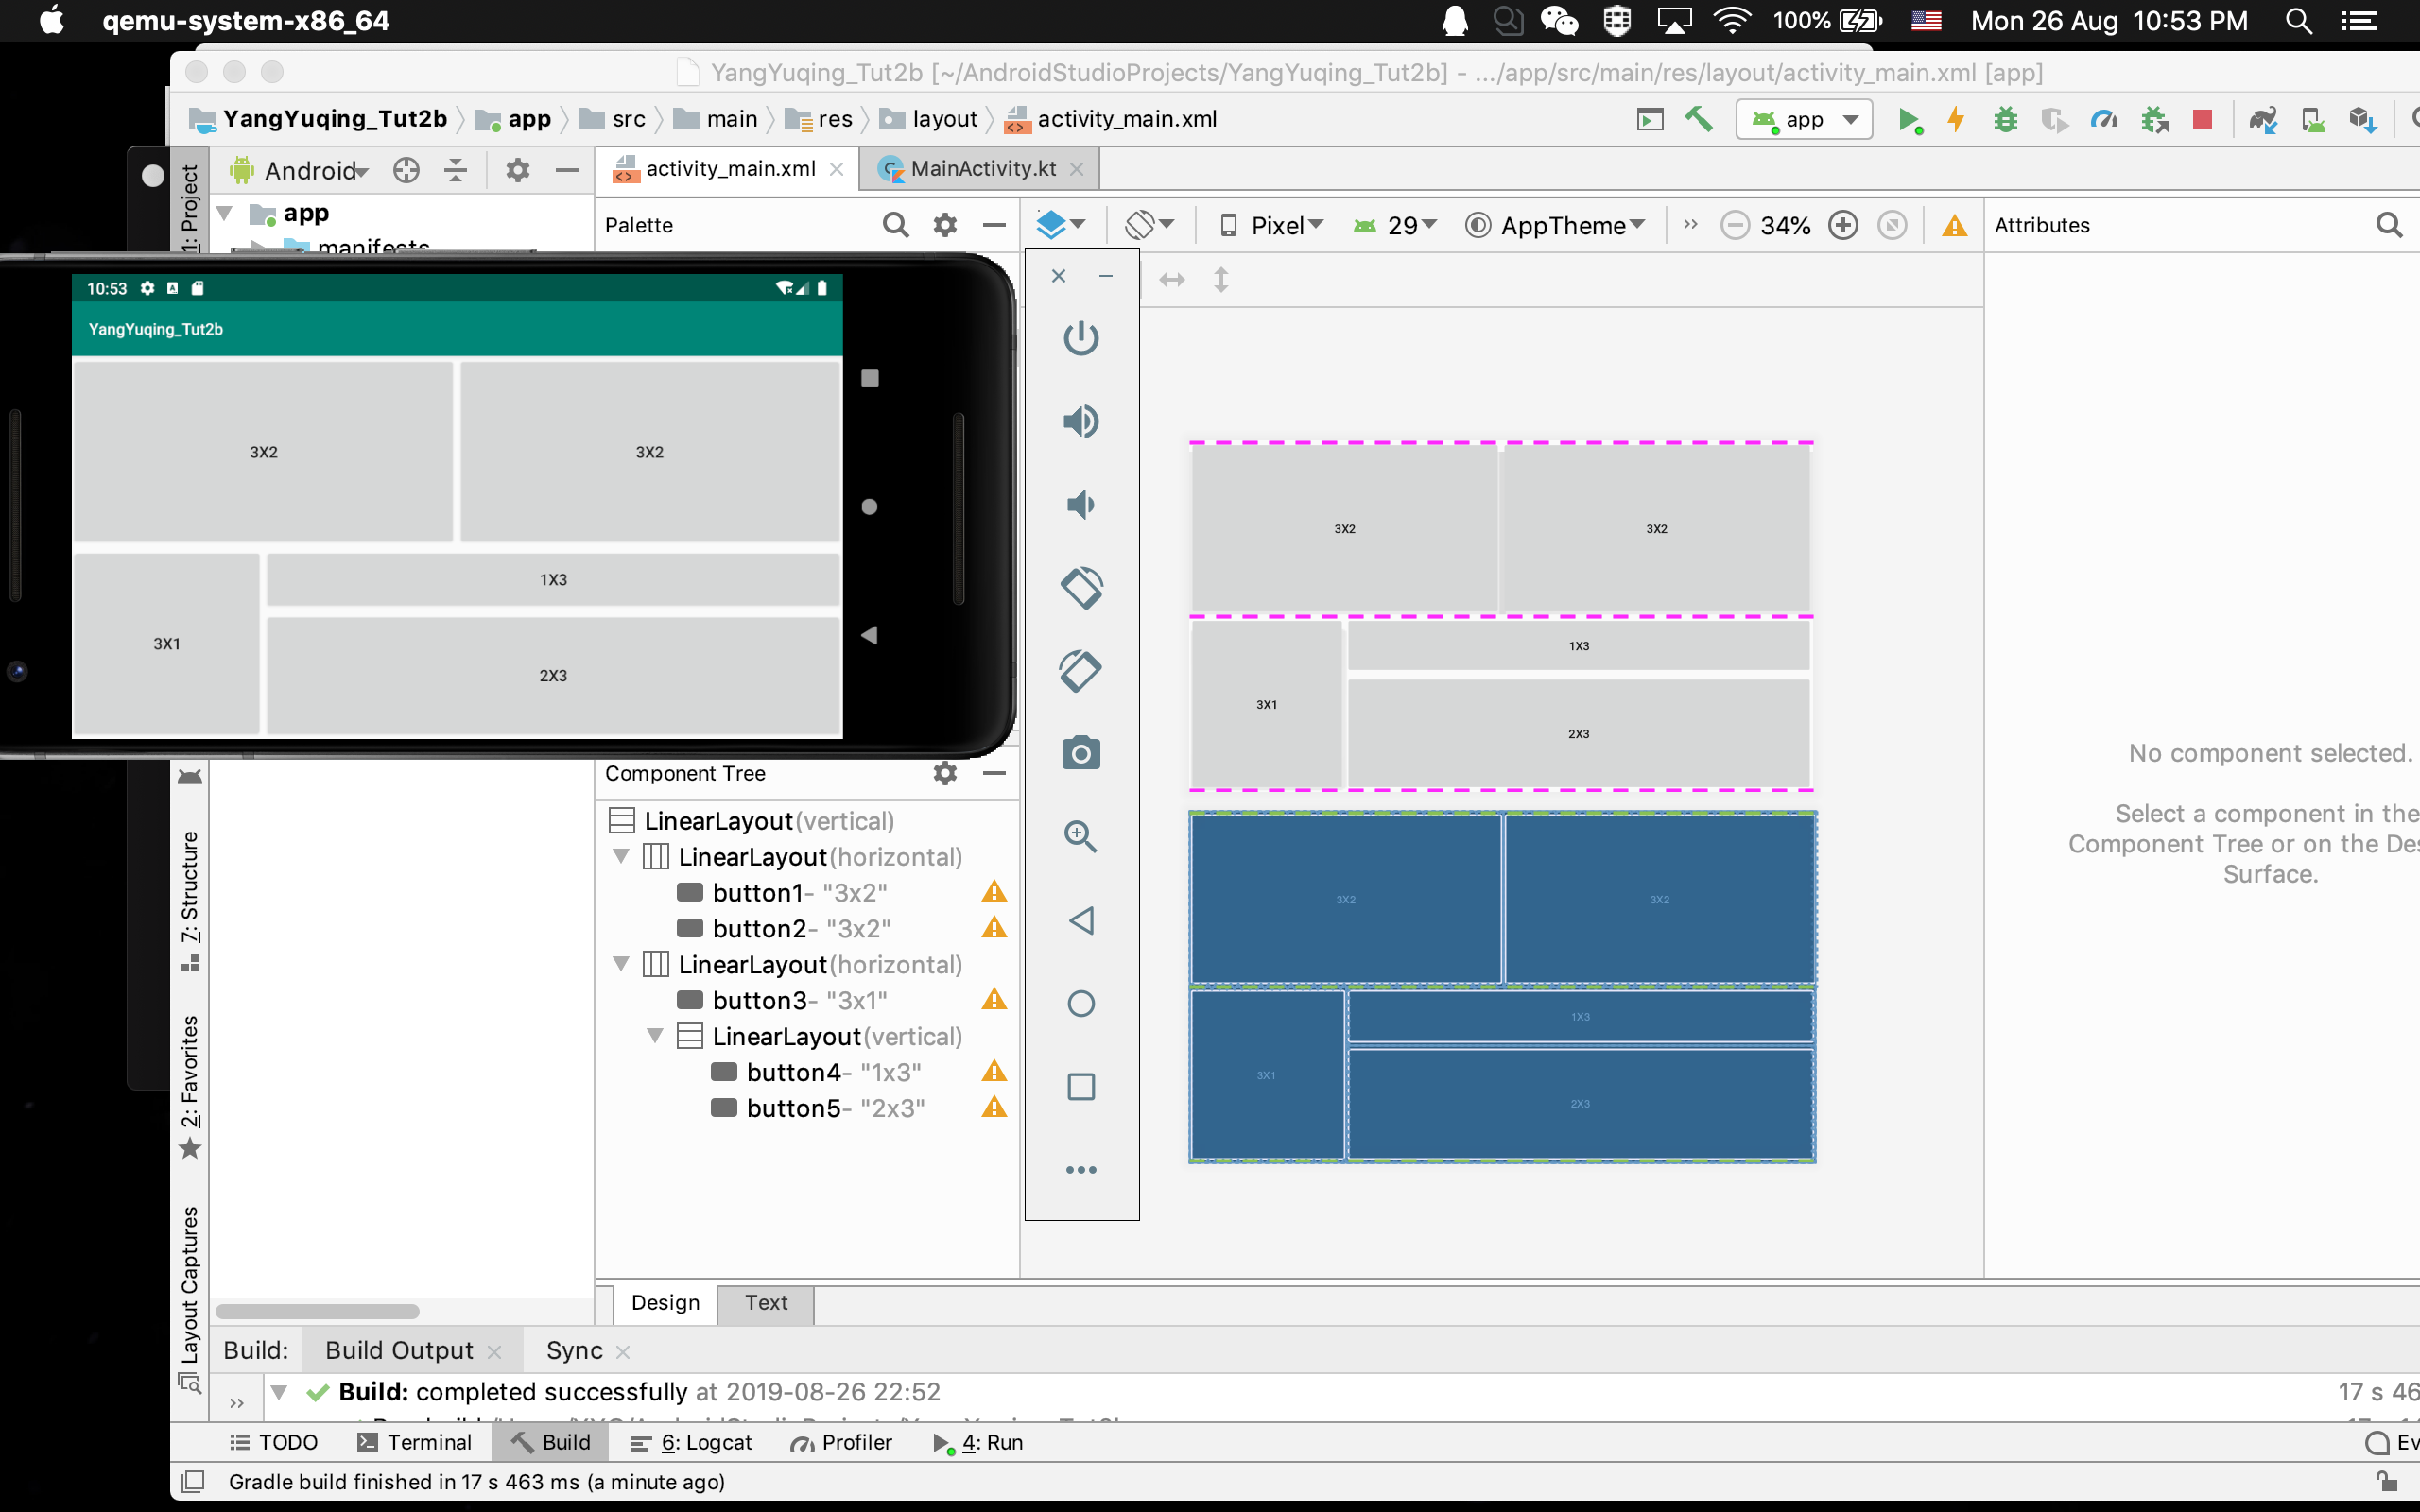 qemu-system-x86_64
100%
Mon 26 Aug 10:53 PM
YangYuqing_Tut2b [~/AndroidStudioProjects/YangYuqing_Tut2b] - .../app/src/main/res/layout/activity_main.xml [app]
YangYuqing_Tut2b app src main res layout activity_main.xml
app
1: Project
Android
activity_main.xml
MainActivity.kt
app
manifests
Palette
Pixel
29
AppTheme
34%
Attributes
10:53
YangYuqing_Tut2b
3X2
3X2
3X1
1X3
2X3
3X2
3X2
3X1
1X3
2X3
3X2
3X2
3X1
1X3
2X3
No component selected.
Select a component in the
Component Tree or on the
Surface.
Component Tree
LinearLayout(vertical)
LinearLayout(horizontal)
button1- "3x2"
button2- "3x2"
LinearLayout(horizontal)
button3- "3x1"
LinearLayout(vertical)
button4- "1x3"
button5- "2x3"
7: Structure
2: Favorites
Layout Captures
Design
Text
Build:
Build Output
Sync
Build: completed successfully at 2019-08-26 22:52
17 s 46
TODO
Terminal
Build
6: Logcat
Profiler
4: Run
Ev
Gradle build finished in 17 s 463 ms (a minute ago)